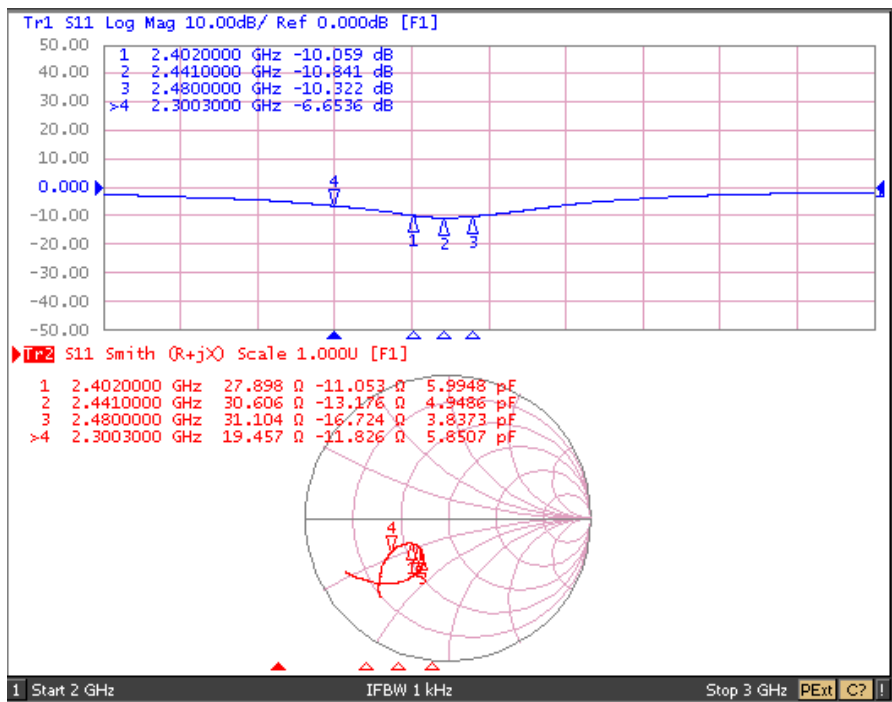 Tr1 S11 Log Mag 10.00dB/ Ref 0.000dB [F1]
50.00
1 2.4020000 GHz -10.059 dB
40.00
2 2.4410000 GHz -10.841 dB
3 2.4800000 GHz -10.322 dB
30.00
>4 2.3003000 GHz -6.6536 dB
20.00
10.00
4
0.000
-10.00
1 2 3
-20.00
-30.00
-40.00
-50.00
Tr2 S11 Smith (R+jX) Scale 1.000U [F1]
1 2.4020000 GHz 27.898 Ω -11.053 Ω 5.9948 pF
2 2.4410000 GHz 30.606 Ω -13.176 Ω 4.9486 pF
3 2.4800000 GHz 31.104 Ω -16.724 Ω 3.8373 pF
>4 2.3003000 GHz 19.457 Ω -11.826 Ω 5.8507 pF
4
1 Start 2 GHz IFBW 1 kHz Stop 3 GHz PExt C? !